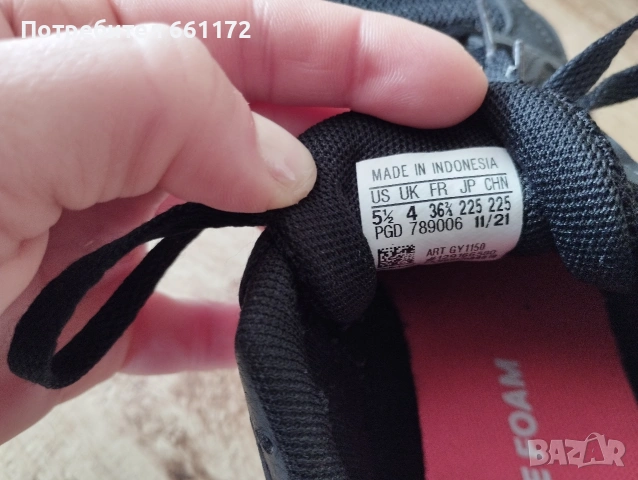 Потребител 661172
MADE IN INDONESIA
US UK FR JP CHN
5½ 4 36⅔ 225 225
PGD 789006 11/21
ART GY1150
E FOAM
BAZAR